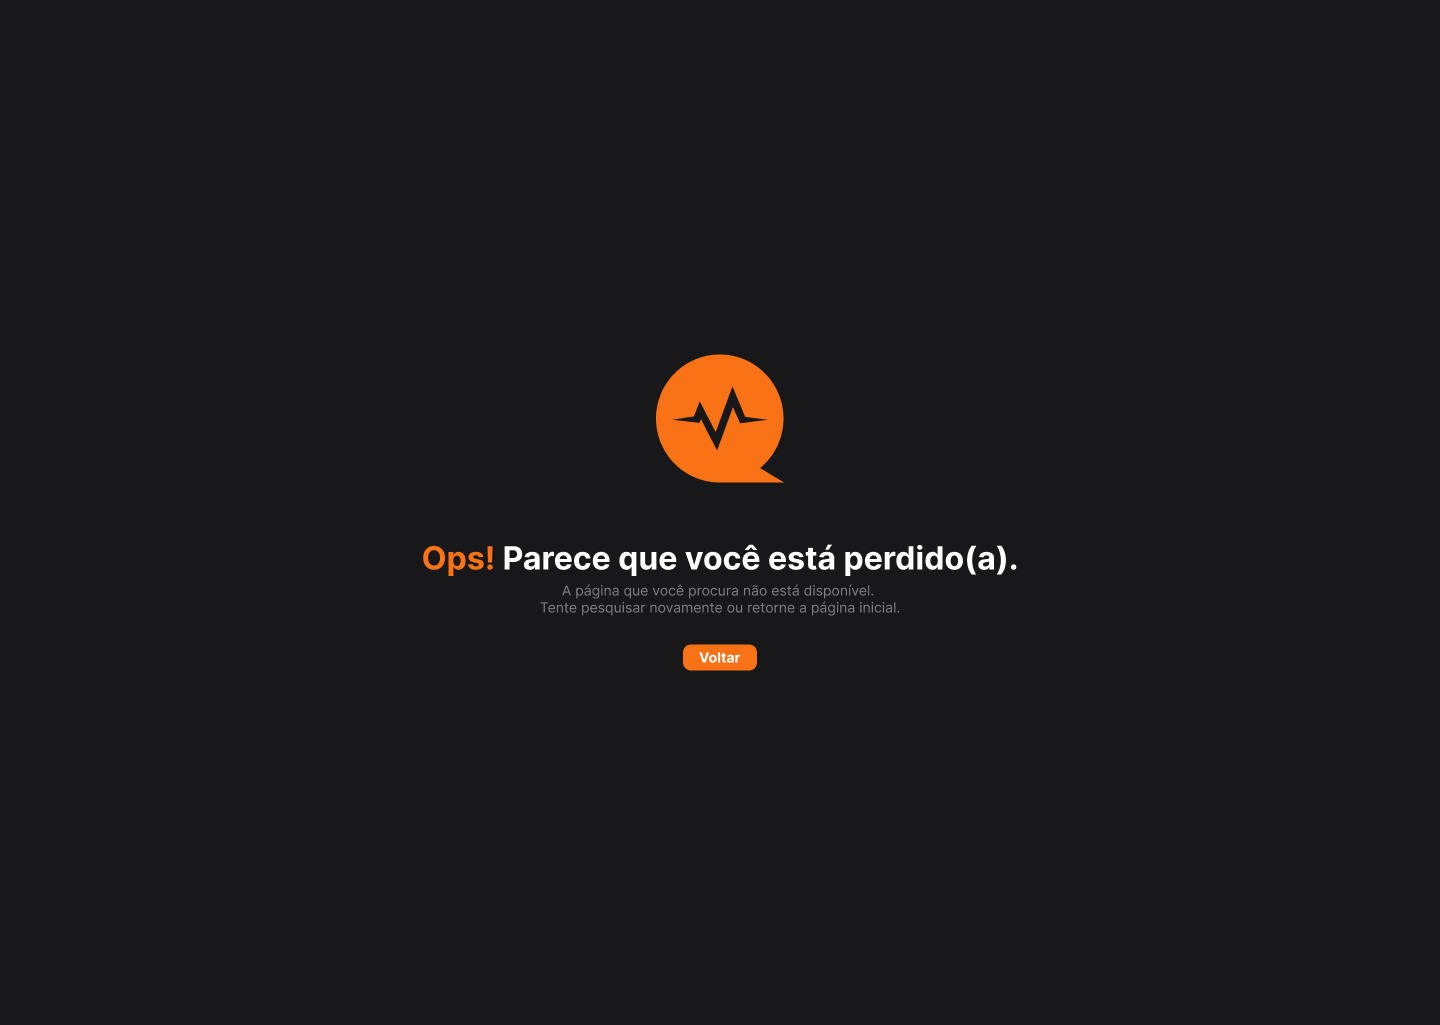 Ops! Parece que você está perdido(a).
A página que você procura não está disponível.
Tente pesquisar novamente ou retorne a página inicial.
Voltar